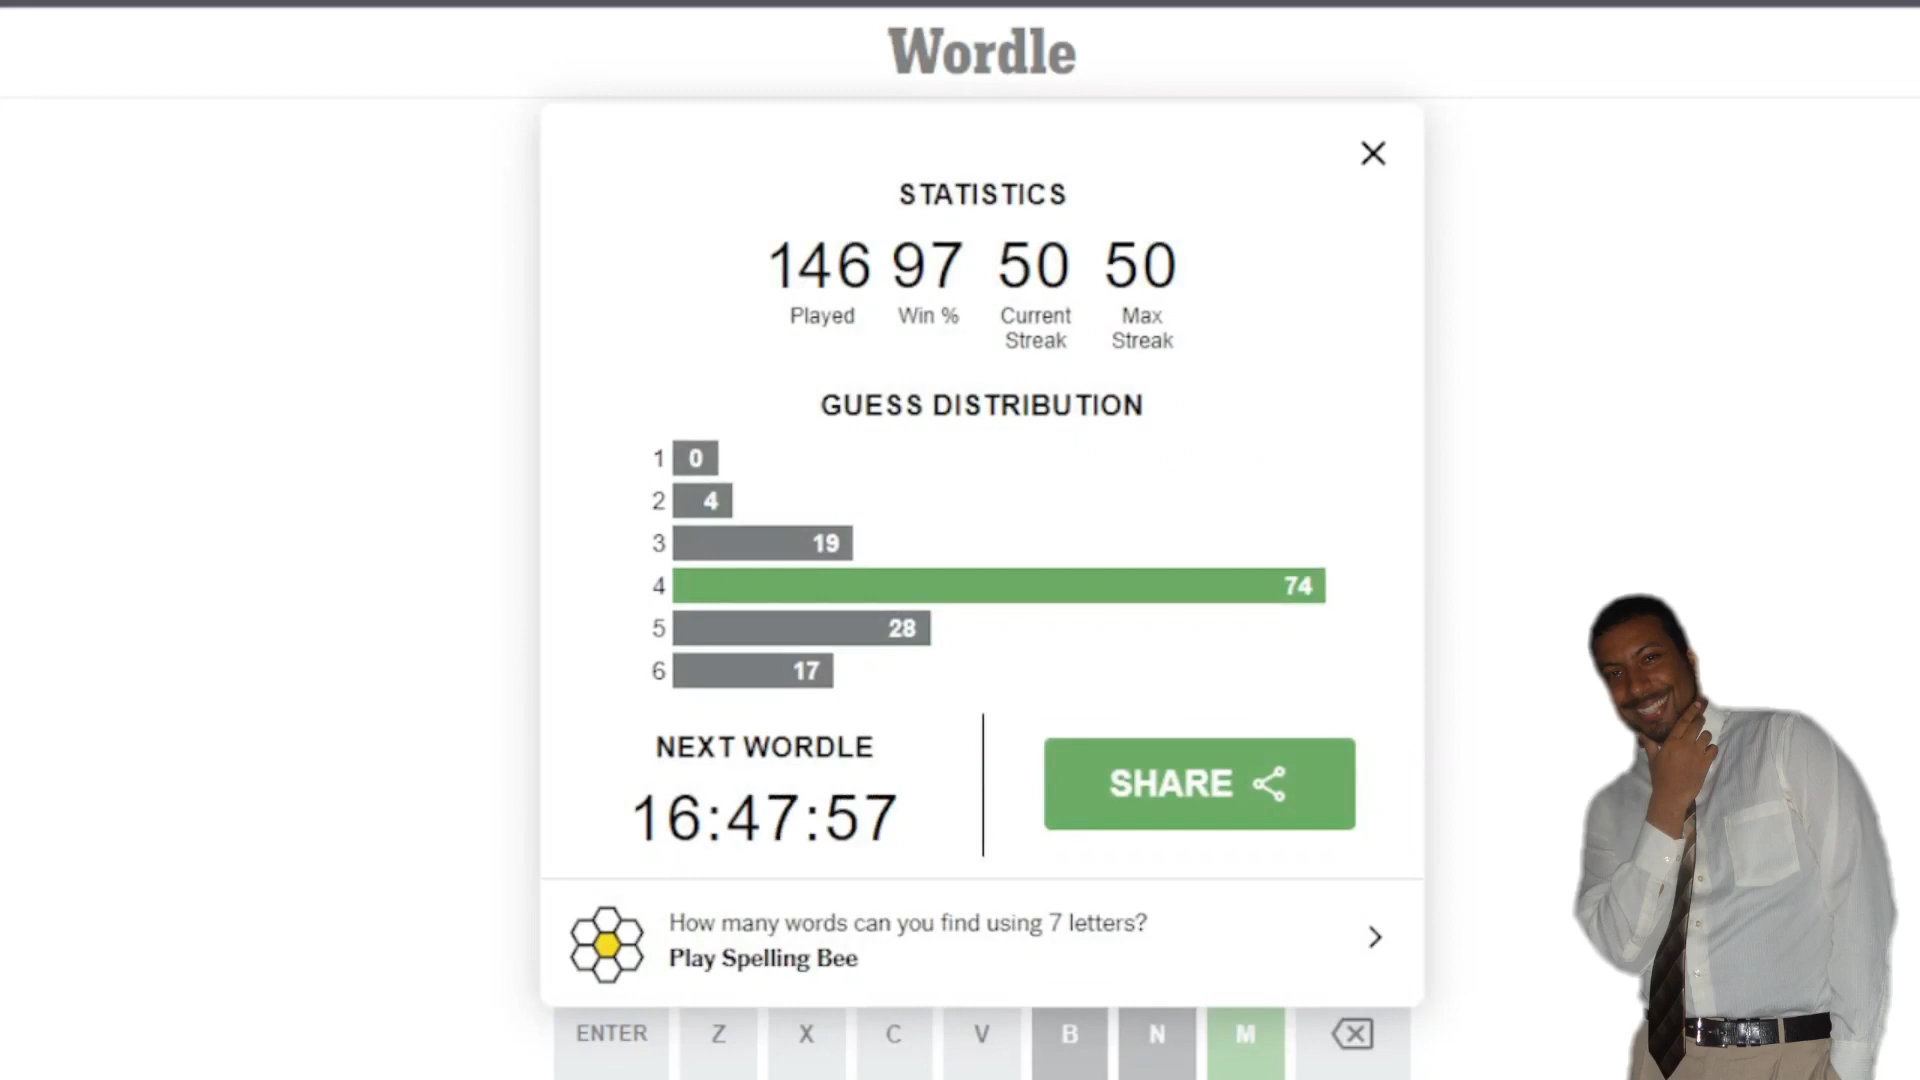 Wordle
STATISTICS
146 97 50 50
Played Win % Current Streak Max Streak
GUESS DISTRIBUTION
1 0
2 4
3 19
4 74
5 28
6 17
NEXT WORDLE
16:47:57
SHARE
How many words can you find using 7 letters?
Play Spelling Bee
ENTER Z X C V B N M